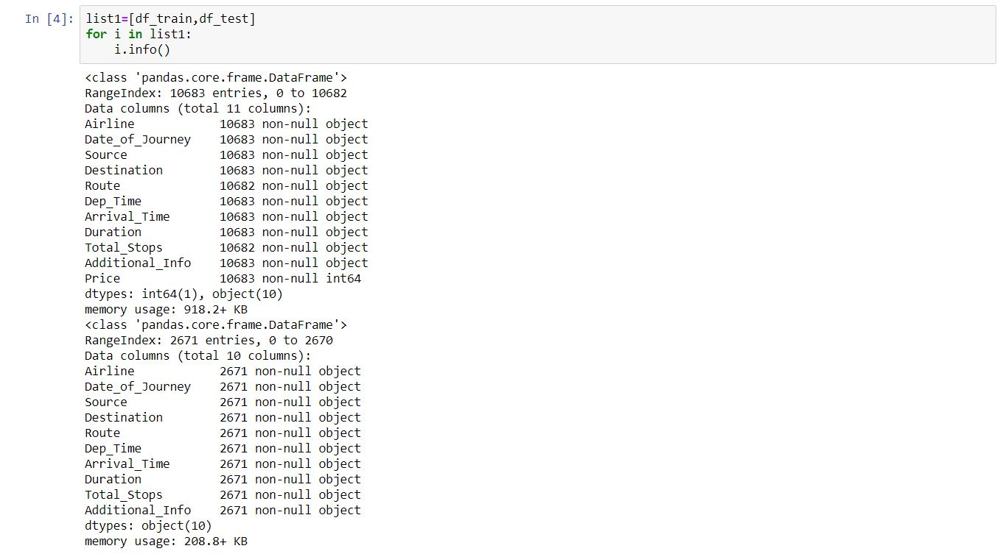 In [4]: list1=[df_train,df_test]
for i in list1:
    i.info()
<class 'pandas.core.frame.DataFrame'>
RangeIndex: 10683 entries, 0 to 10682
Data columns (total 11 columns):
Airline            10683 non-null object
Date_of_Journey    10683 non-null object
Source             10683 non-null object
Destination        10683 non-null object
Route              10682 non-null object
Dep_Time           10683 non-null object
Arrival_Time       10683 non-null object
Duration           10683 non-null object
Total_Stops        10682 non-null object
Additional_Info    10683 non-null object
Price              10683 non-null int64
dtypes: int64(1), object(10)
memory usage: 918.2+ KB
<class 'pandas.core.frame.DataFrame'>
RangeIndex: 2671 entries, 0 to 2670
Data columns (total 10 columns):
Airline            2671 non-null object
Date_of_Journey    2671 non-null object
Source             2671 non-null object
Destination        2671 non-null object
Route              2671 non-null object
Dep_Time           2671 non-null object
Arrival_Time       2671 non-null object
Duration           2671 non-null object
Total_Stops        2671 non-null object
Additional_Info    2671 non-null object
dtypes: object(10)
memory usage: 208.8+ KB